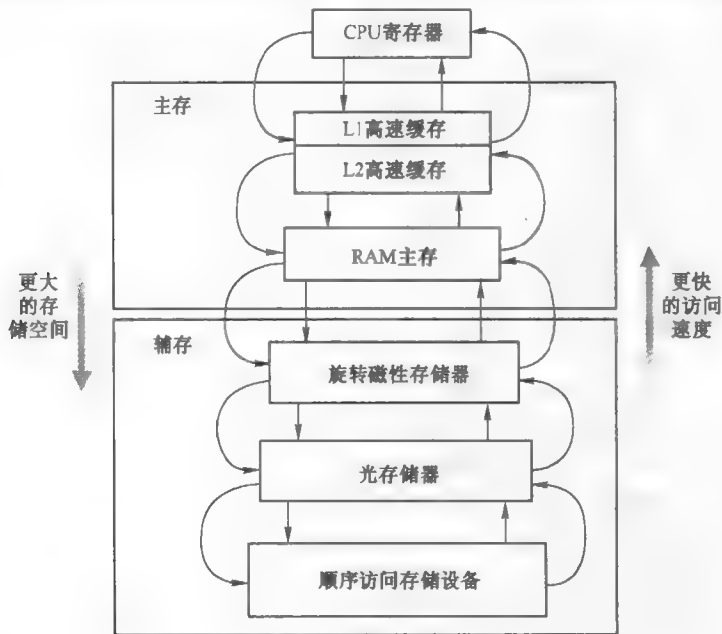 CPU寄存器
主存
L1高速缓存
L2高速缓存
RAM主存
更大
的存
储空间
更快
的访问
速度
辅存
旋转磁性存储器
光存储器
顺序访问存储设备